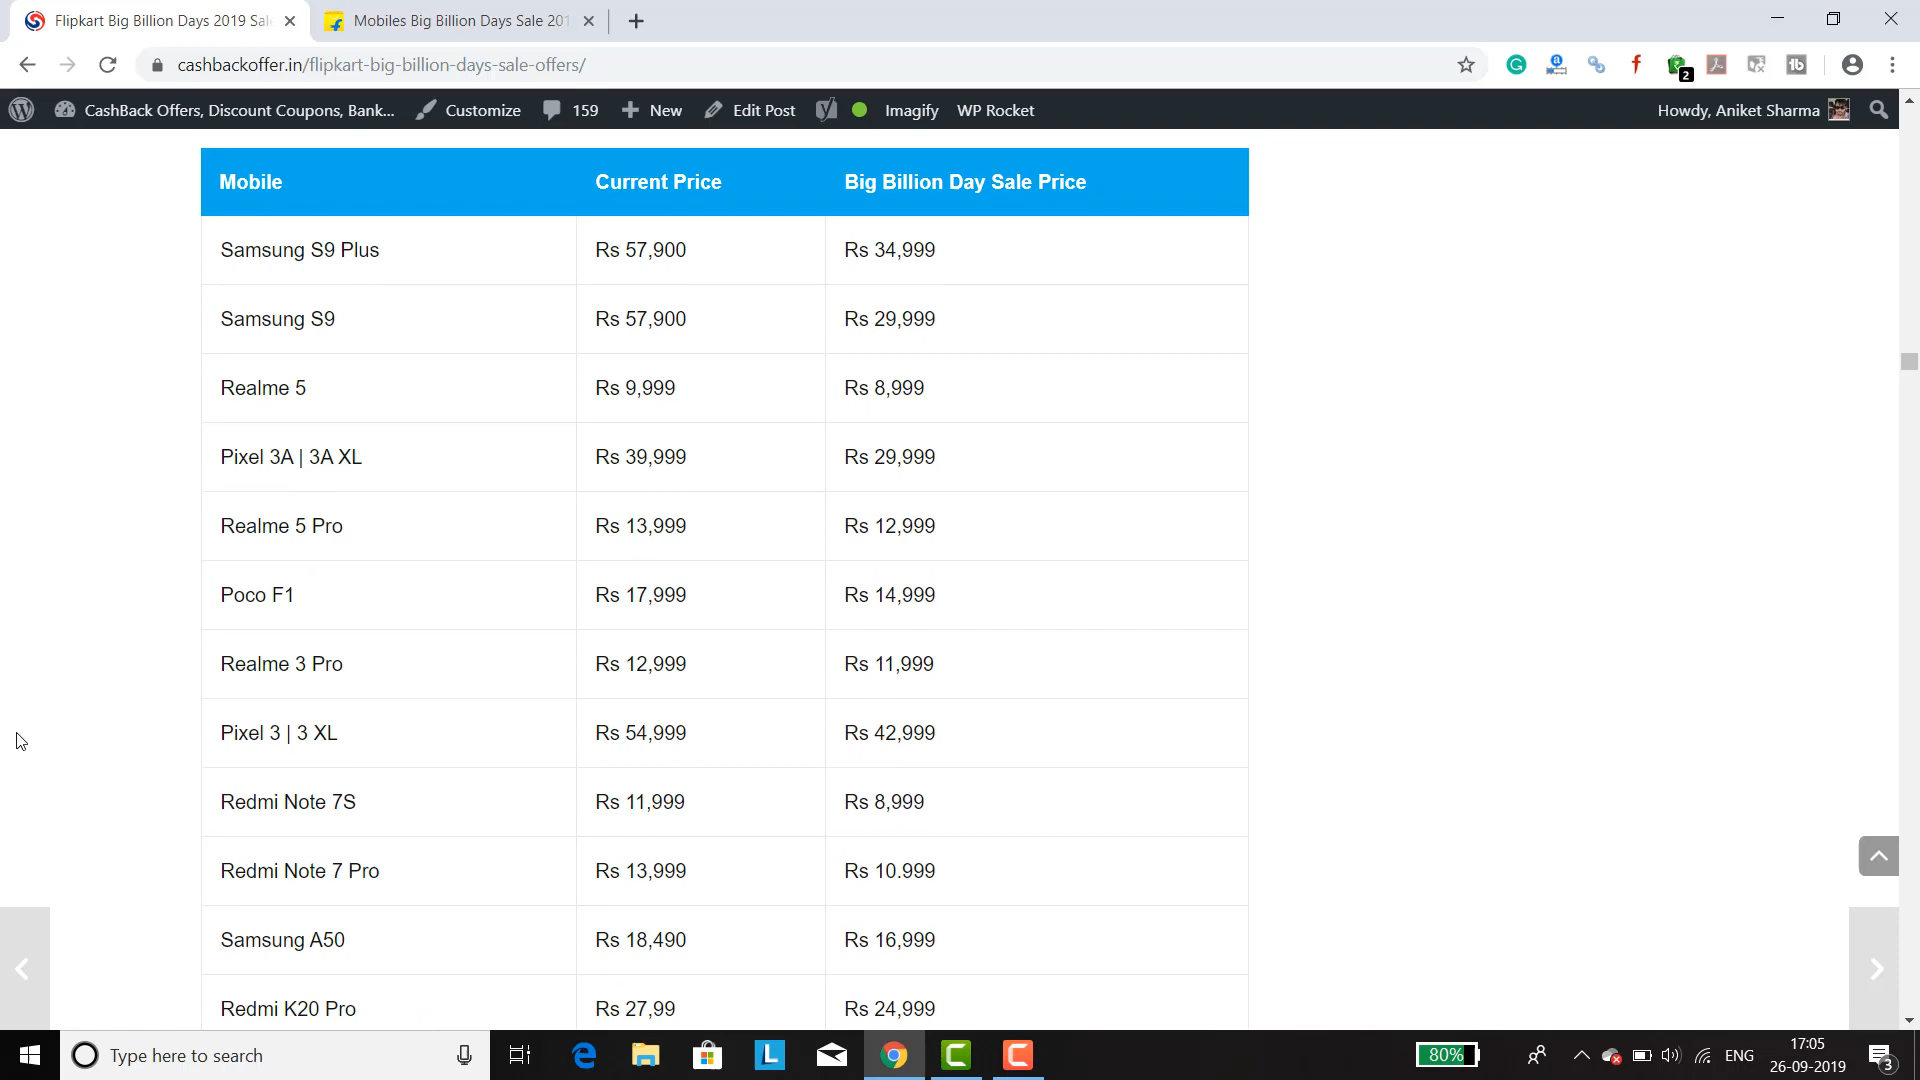 Flipkart Big Billion Days 2019 Sale
Mobiles Big Billion Days Sale 201
cashbackoffer.in/flipkart-big-billion-days-sale-offers/
2
CashBack Offers, Discount Coupons, Bank... Customize 159 New Edit Post Imagify WP Rocket Howdy, Aniket Sharma
Mobile Current Price Big Billion Day Sale Price
Samsung S9 Plus Rs 57,900 Rs 34,999
Samsung S9 Rs 57,900 Rs 29,999
Realme 5 Rs 9,999 Rs 8,999
Pixel 3A | 3A XL Rs 39,999 Rs 29,999
Realme 5 Pro Rs 13,999 Rs 12,999
Poco F1 Rs 17,999 Rs 14,999
Realme 3 Pro Rs 12,999 Rs 11,999
Pixel 3 | 3 XL Rs 54,999 Rs 42,999
Redmi Note 7S Rs 11,999 Rs 8,999
Redmi Note 7 Pro Rs 13,999 Rs 10.999
Samsung A50 Rs 18,490 Rs 16,999
Redmi K20 Pro Rs 27,99 Rs 24,999
Type here to search
L
80%
ENG
17:05
26-09-2019
3